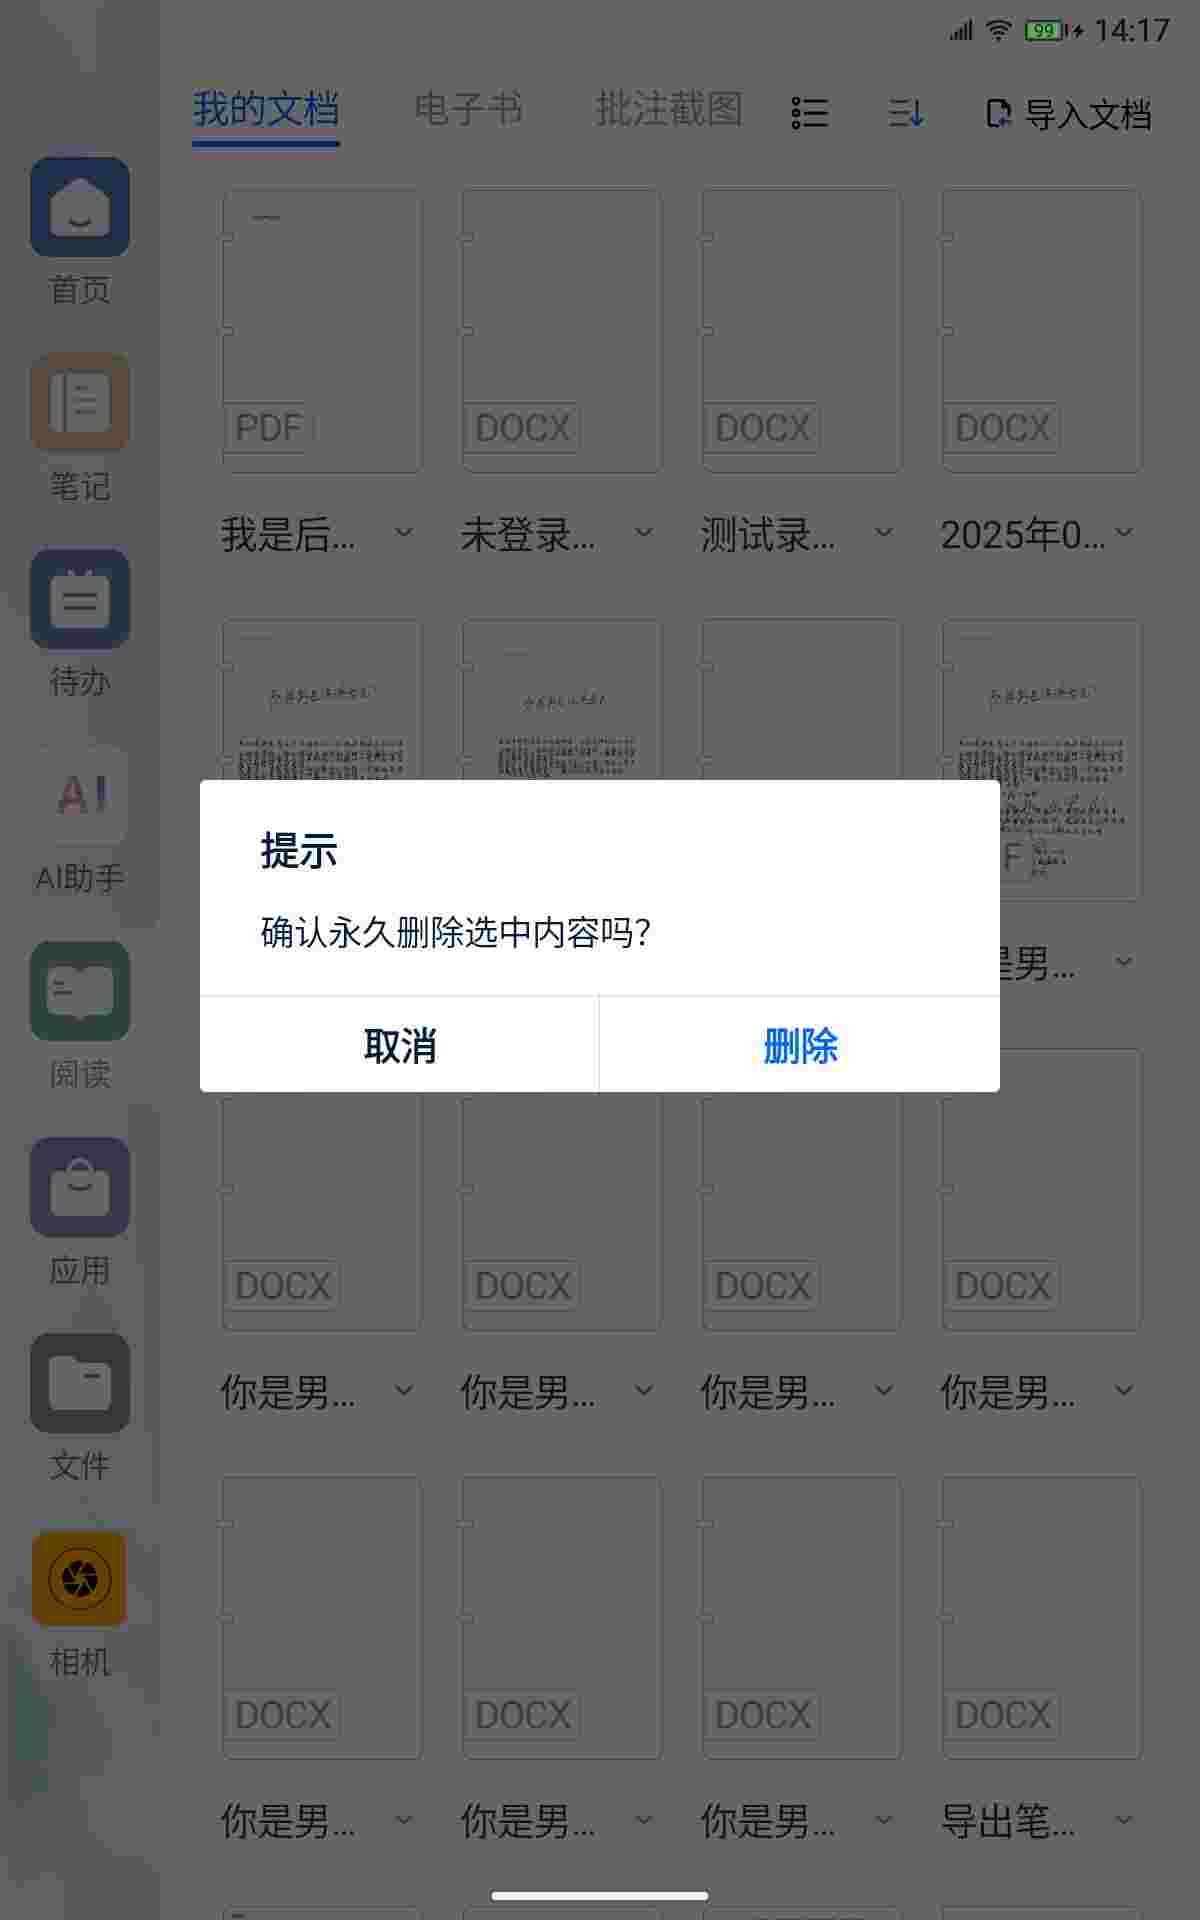 99 14:17
我的文档 电子书 批注截图 导入文档
首页
笔记
待办
AI
AI助手
阅读
应用
文件
相机
PDF DOCX DOCX DOCX
我是后... 未登录... 测试录... 2025年0...
提示
确认永久删除选中内容吗?
取消 删除
F
是男...
DOCX DOCX DOCX DOCX
你是男... 你是男... 你是男... 你是男...
DOCX DOCX DOCX DOCX
你是男... 你是男... 你是男... 导出笔...